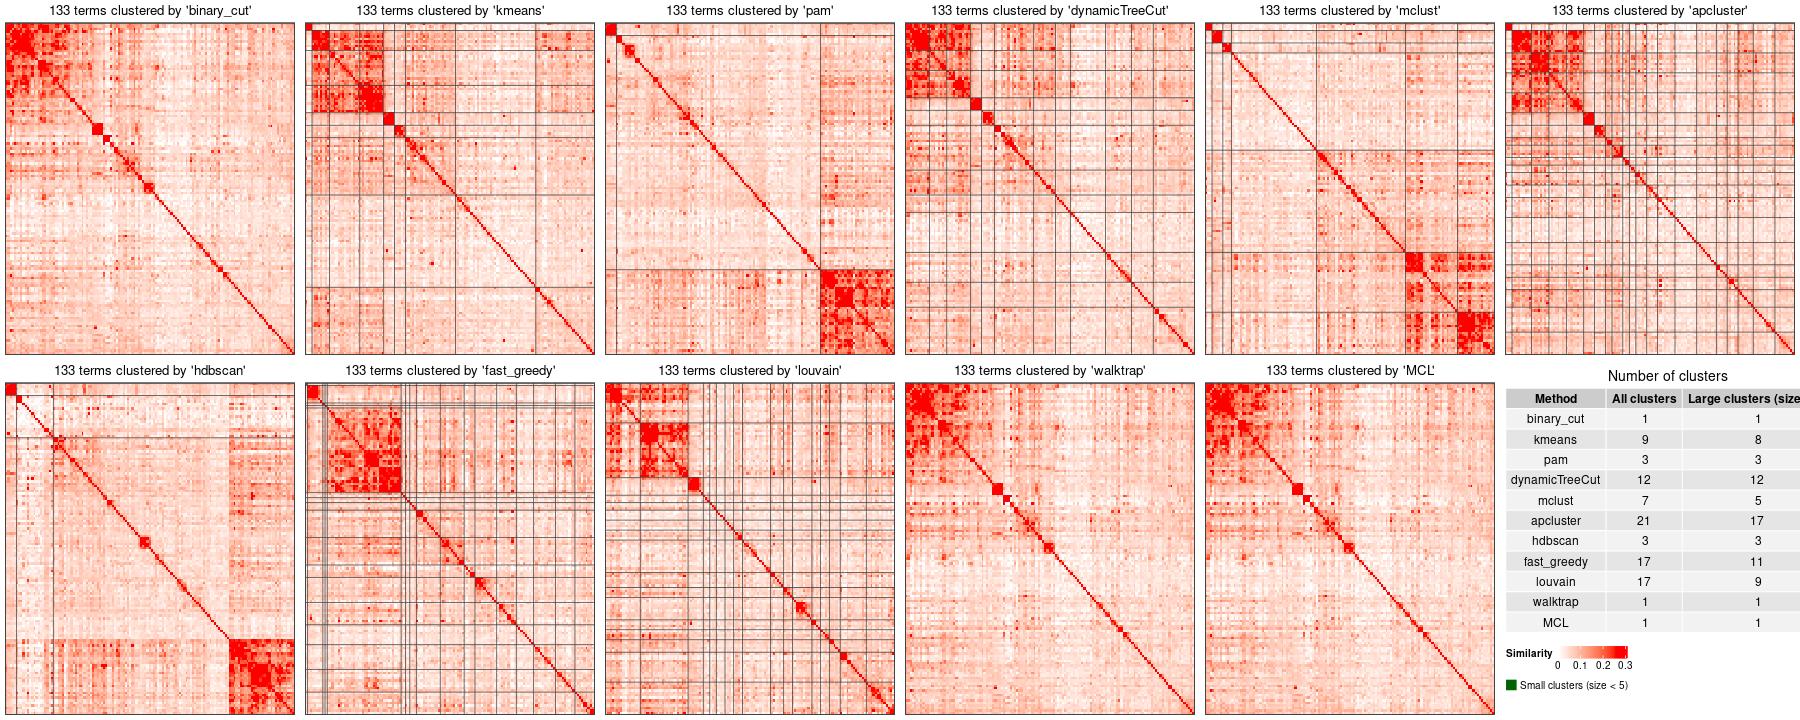 133 terms clustered by 'binary_cut'
133 terms clustered by 'kmeans'
133 terms clustered by 'pam'
133 terms clustered by 'dynamicTreeCut'
133 terms clustered by 'mclust'
133 terms clustered by 'apcluster'
133 terms clustered by 'hdbscan'
133 terms clustered by 'fast_greedy'
133 terms clustered by 'louvain'
133 terms clustered by 'walktrap'
133 terms clustered by 'MCL'
Number of clusters
Method All clusters Large clusters (size
binary_cut 1 1
kmeans 9 8
pam 3 3
dynamicTreeCut 12 12
mclust 7 5
apcluster 21 17
hdbscan 3 3
fast_greedy 17 11
louvain 17 9
walktrap 1 1
MCL 1 1
Similarity
0 0.1 0.2 0.3
Small clusters (size < 5)